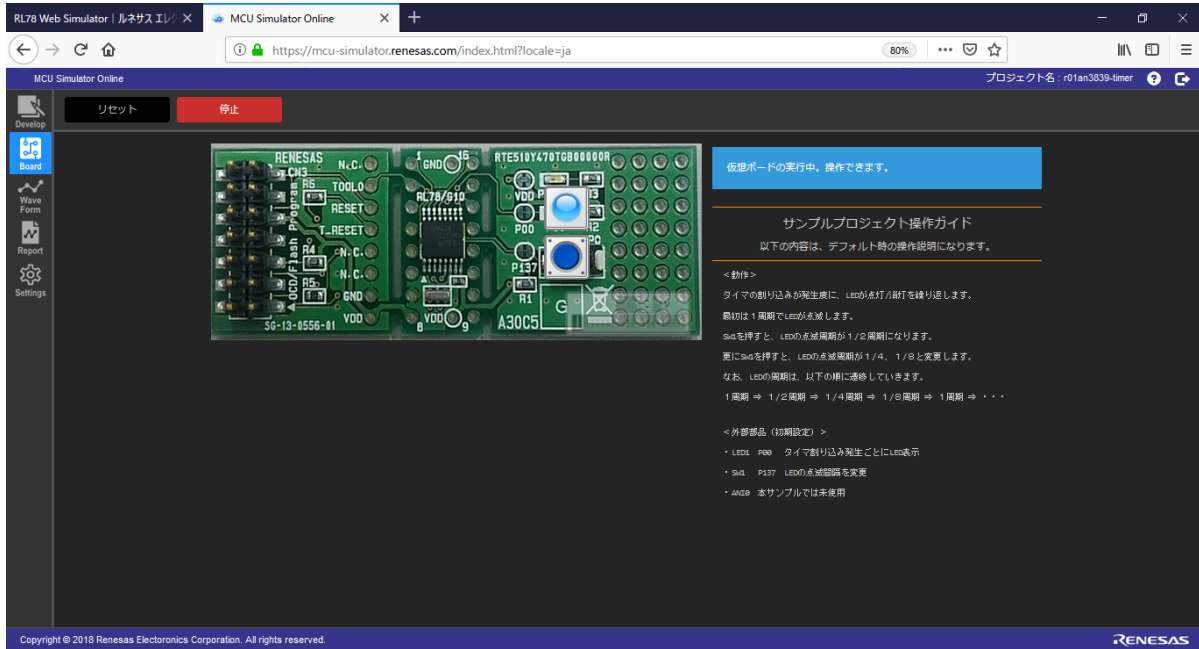 RL78 Web Simulator | ルネサス エレク
MCU Simulator Online
https://mcu-simulator.renesas.com/index.html?locale=ja
80%
MCU Simulator Online
プロジェクト名 : r01an3839-timer
Develop
リセット
停止
Board
Wave
Form
Report
Settings
RENESAS
CN3
N.C.
R6
TOOL0
RESET
T_RESET
R4
N.C.
N.C.
R5
GND
VDD
OCD/Flash Program
SG-13-0556-01
1
GND
16
RL78/G10
8
VDD
9
RTE510Y470TGB00000R
VDD
P00
P137
R1
A30C5
G
仮想ボードの実行中。操作できます。
サンプルプロジェクト操作ガイド
以下の内容は、デフォルト時の操作説明になります。
<動作>
タイマの割り込みが発生度に、LEDが点灯/消灯を繰り返します。
最初は1周期でLEDが点滅します。
SW1を押すと、LEDの点滅周期が1/2周期になります。
更にSW1を押すと、LEDの点滅周期が1/4、1/8と変更します。
なお、LEDの周期は、以下の順に遷移していきます。
1周期 ⇒ 1/2周期 ⇒ 1/4周期 ⇒ 1/8周期 ⇒ 1周期 ⇒ ・・・
<外部部品（初期設定）>
・LED1 P00 タイマ割り込み発生ごとにLED表示
・SW1 P137 LEDの点滅間隔を変更
・ANI0 本サンプルでは未使用
Copyright © 2018 Renesas Electoronics Corporation. All rights reserved.
RENESAS